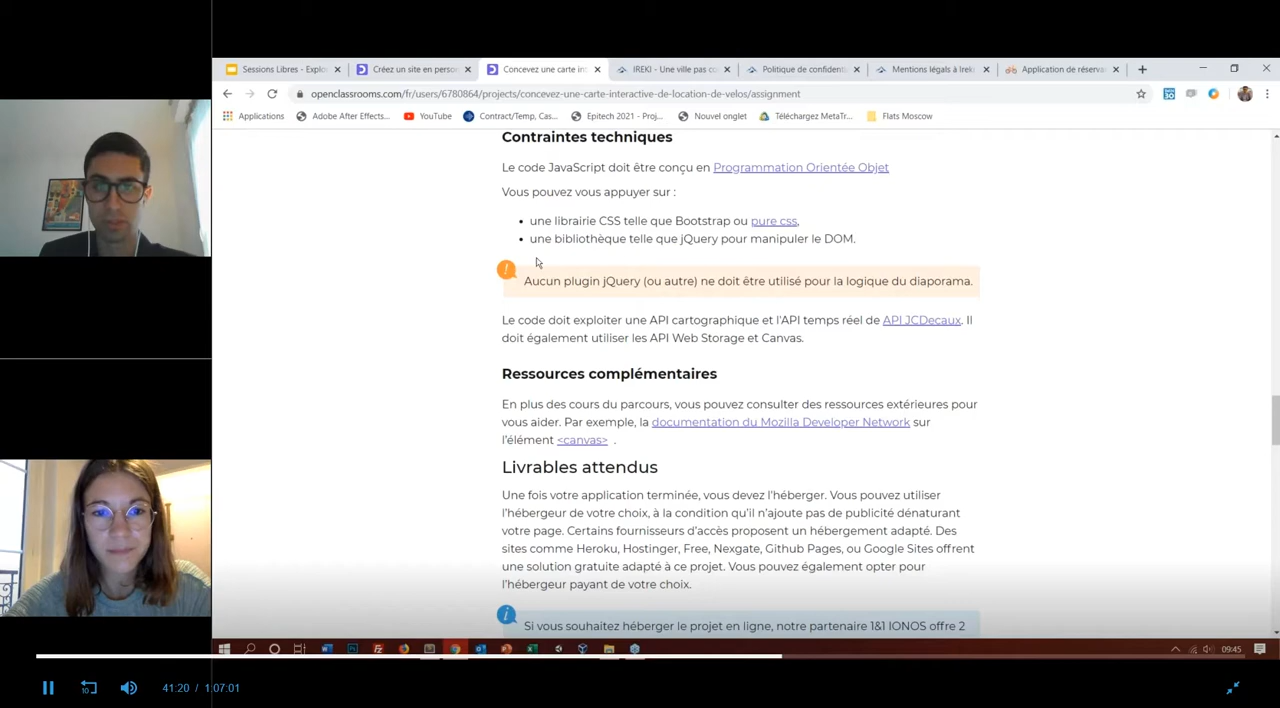 Sessions Libres - Explo
Créez un site en perso
Concevez une carte in
IREKI - Une ville pas co
Politique de confidenti
Mentions légals à Ireki
Application de réserva
openclassrooms.com/fr/users/6780864/projects/concevez-une-carte-interactive-de-location-de-velos/assignment
Applications
Adobe After Effects...
YouTube
Contract/Temp, Cas...
Epitech 2021 - Proj...
Nouvel onglet
Téléchargez MetaTr...
Flats Moscow
Contraintes techniques
Le code JavaScript doit être conçu en Programmation Orientée Objet
Vous pouvez vous appuyer sur :
• une librairie CSS telle que Bootstrap ou pure css,
• une bibliothèque telle que jQuery pour manipuler le DOM.
!
Aucun plugin jQuery (ou autre) ne doit être utilisé pour la logique du diaporama.
Le code doit exploiter une API cartographique et l'API temps réel de API JCDecaux. Il
doit également utiliser les API Web Storage et Canvas.
Ressources complémentaires
En plus des cours du parcours, vous pouvez consulter des ressources extérieures pour
vous aider. Par exemple, la documentation du Mozilla Developer Network sur
l'élément <canvas> .
Livrables attendus
Une fois votre application terminée, vous devez l'héberger. Vous pouvez utiliser
l'hébergeur de votre choix, à la condition qu'il n'ajoute pas de publicité dénaturant
votre page. Certains fournisseurs d'accès proposent un hébergement adapté. Des
sites comme Heroku, Hostinger, Free, Nexgate, Github Pages, ou Google Sites offrent
une solution gratuite adapté à ce projet. Vous pouvez également opter pour
l'hébergeur payant de votre choix.
i
Si vous souhaitez héberger le projet en ligne, notre partenaire 1&1 IONOS offre 2
09:45
10
41:20 / 1:07:01